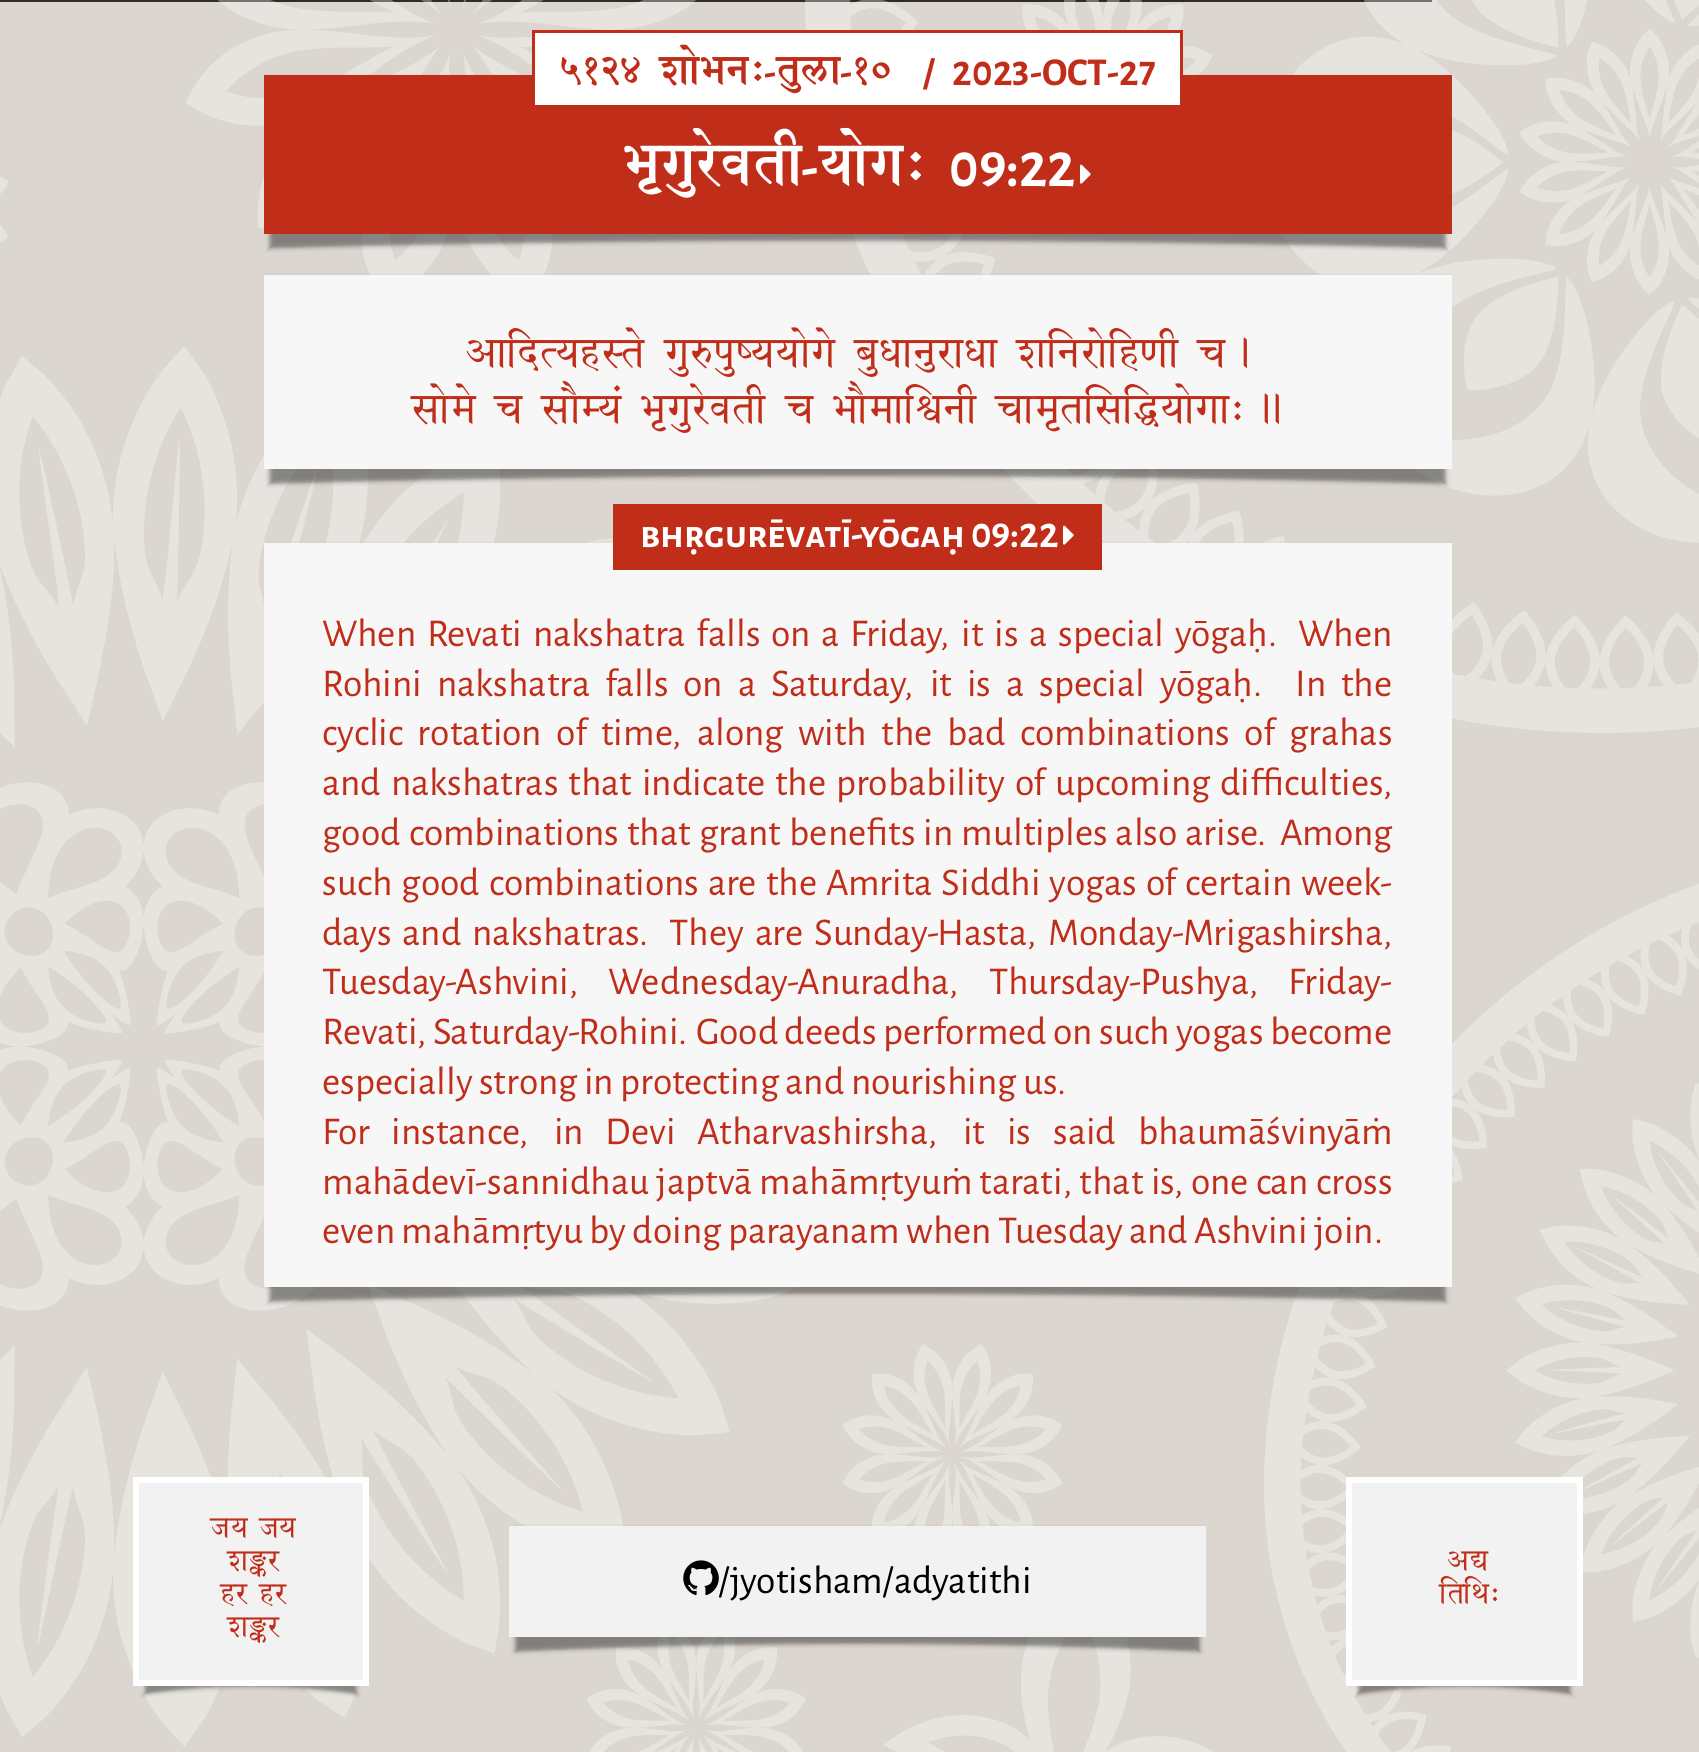 ५१२४ शोभनः-तुला-१० / 2023-OCT-27
भृगुरेवती-योगः 09:22▸
आदित्यहस्ते गुरुपुष्ययोगे बुधानुराधा शनिरोहिणी च।
सोमे च सौम्यं भृगुरेवती च भौमाश्विनी चामृतसिद्धियोगाः॥
BHṚGURĒVATĪ-YŌGAḤ 09:22▸
When Revati nakshatra falls on a Friday, it is a special yōgaḥ. When
Rohini nakshatra falls on a Saturday, it is a special yōgaḥ. In the
cyclic rotation of time, along with the bad combinations of grahas
and nakshatras that indicate the probability of upcoming difficulties,
good combinations that grant benefits in multiples also arise. Among
such good combinations are the Amrita Siddhi yogas of certain week-
days and nakshatras. They are Sunday-Hasta, Monday-Mrigashirsha,
Tuesday-Ashvini, Wednesday-Anuradha, Thursday-Pushya, Friday-
Revati, Saturday-Rohini. Good deeds performed on such yogas become
especially strong in protecting and nourishing us.
For instance, in Devi Atharvashirsha, it is said bhaumāśvinyāṁ
mahādevī-sannidhau japtvā mahāmṛtyuṁ tarati, that is, one can cross
even mahāmṛtyu by doing parayanam when Tuesday and Ashvini join.
जय जय
शङ्कर
हर हर
शङ्कर
/jyotisham/adyatithi
अद्य
तिथिः